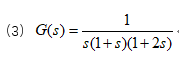 (3) G(s) = 1 / s(1+s)(1+2s)